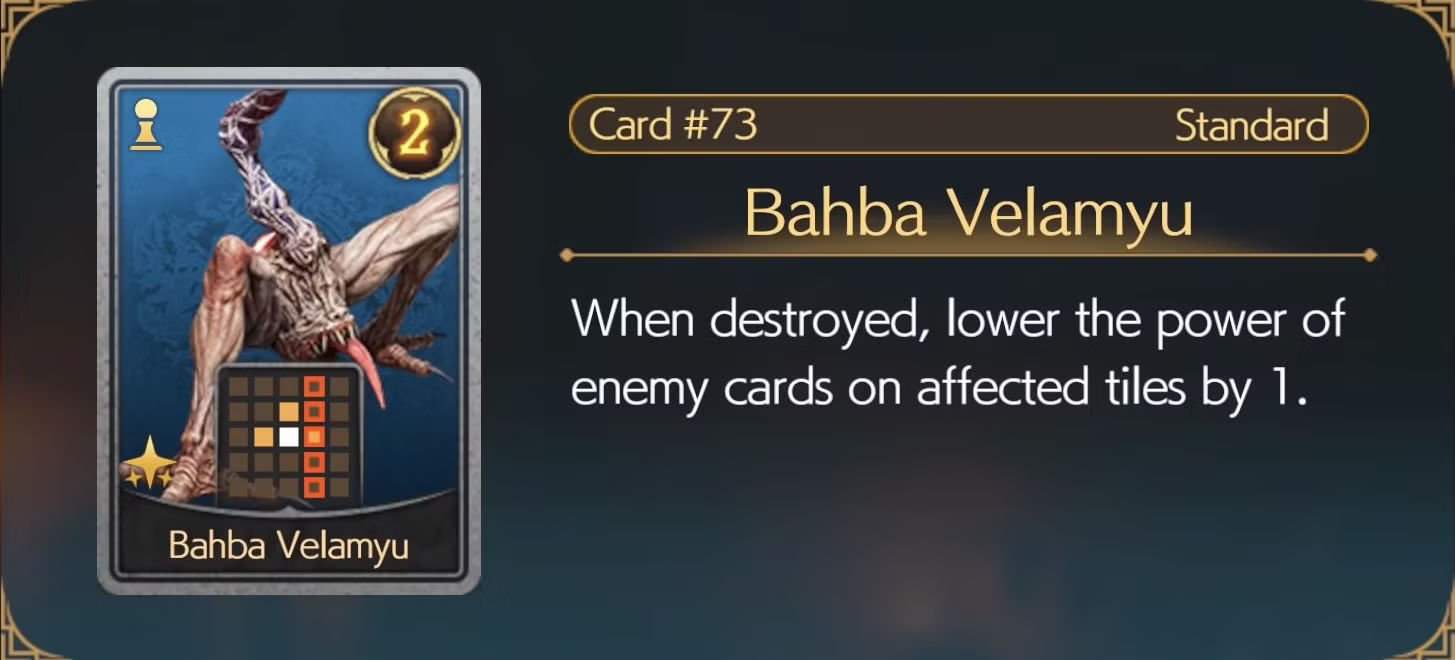 2
Card #73 Standard
Bahba Velamyu
When destroyed, lower the power of
enemy cards on affected tiles by 1.
Bahba Velamyu